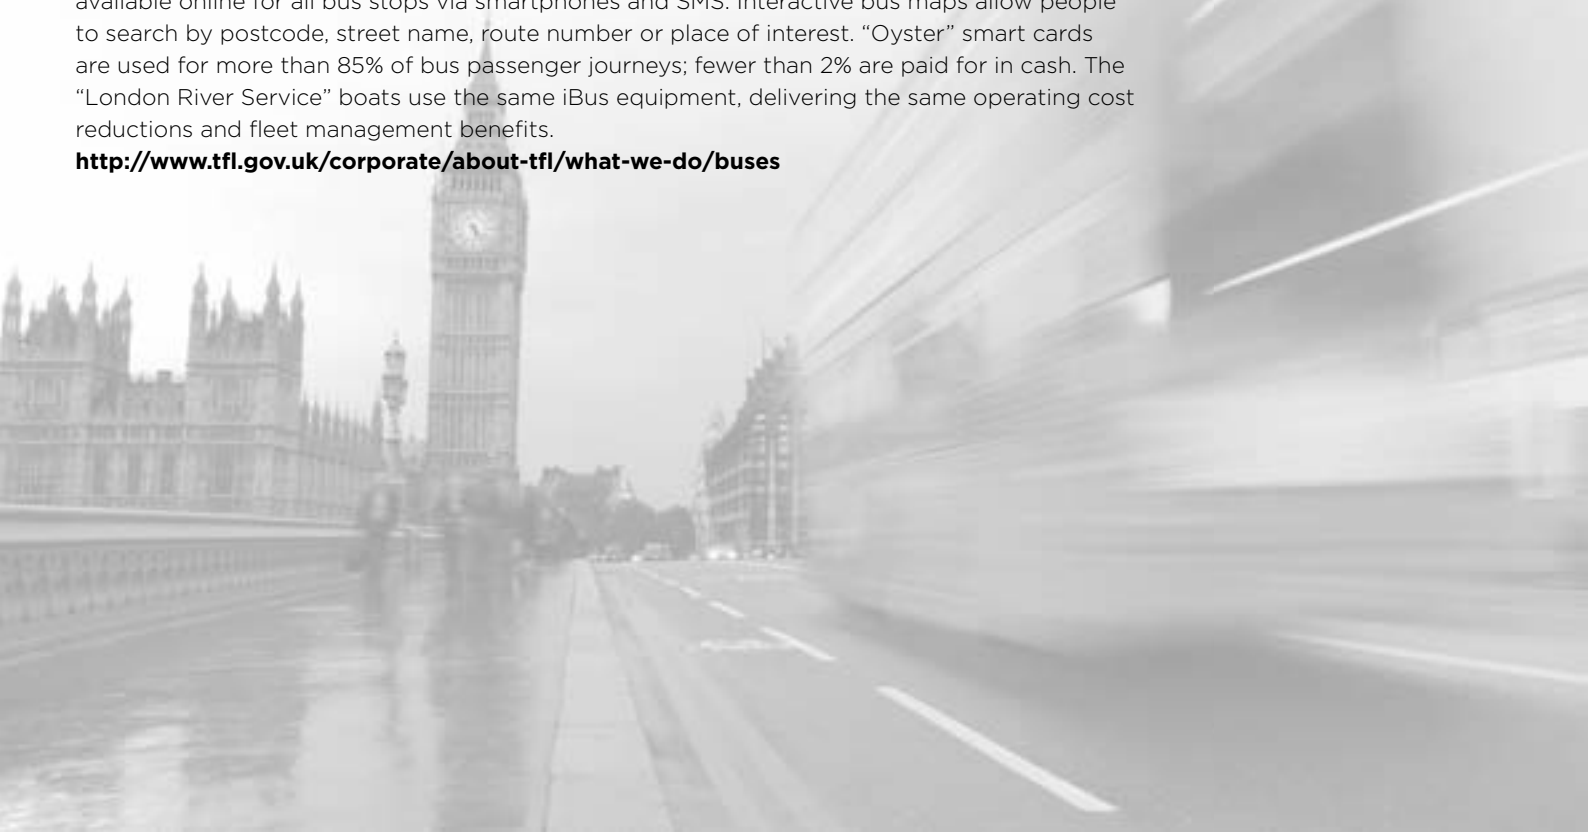 available online for all bus stops via smartphones and SMS. Interactive bus maps allow people
to search by postcode, street name, route number or place of interest. “Oyster” smart cards
are used for more than 85% of bus passenger journeys; fewer than 2% are paid for in cash. The
“London River Service” boats use the same iBus equipment, delivering the same operating cost
reductions and fleet management benefits.
http://www.tfl.gov.uk/corporate/about-tfl/what-we-do/buses